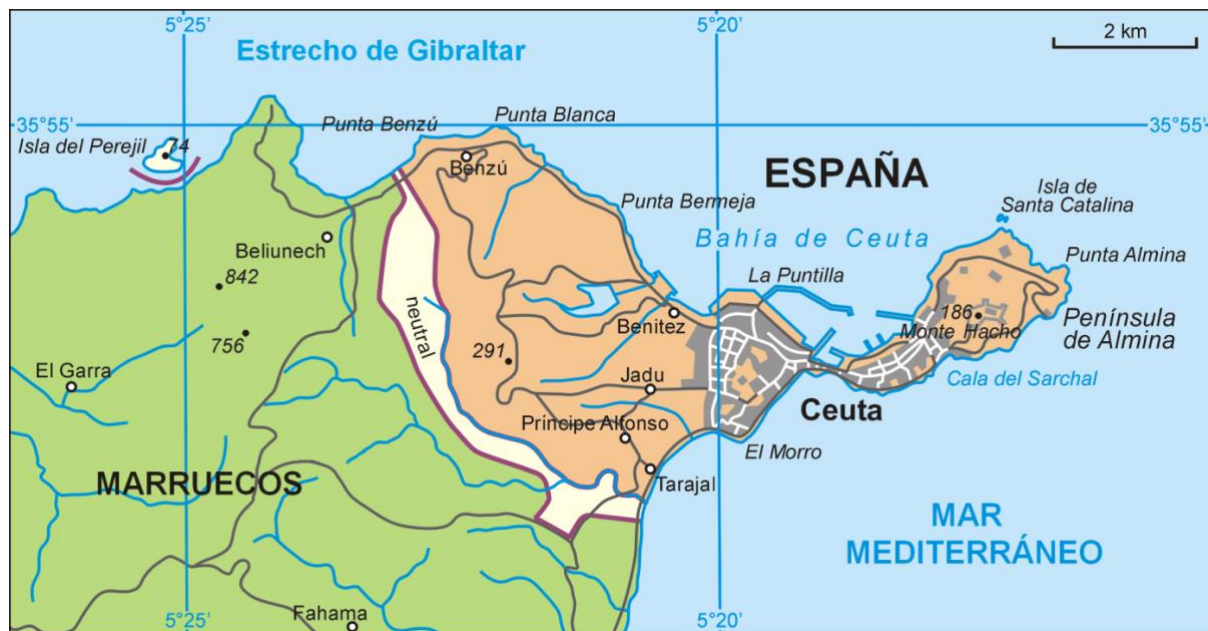 5°25'
5°20'
2 km
Estrecho de Gibraltar
35°55'
35°55'
Punta Blanca
Punta Benzú
Isla del Perejil
74
Benzú
ESPAÑA
Isla de
Santa Catalina
Punta Bermeja
Bahía de Ceuta
Beliunech
Punta Almina
La Puntilla
842
neutral
Benitez
186
Monte Hacho
Península
de Almina
756
291
El Garra
Jadu
Cala del Sarchal
Ceuta
Príncipe Alfonso
El Morro
MARRUECOS
Tarajal
MAR
MEDITERRÁNEO
Fahama
5°25'
5°20'